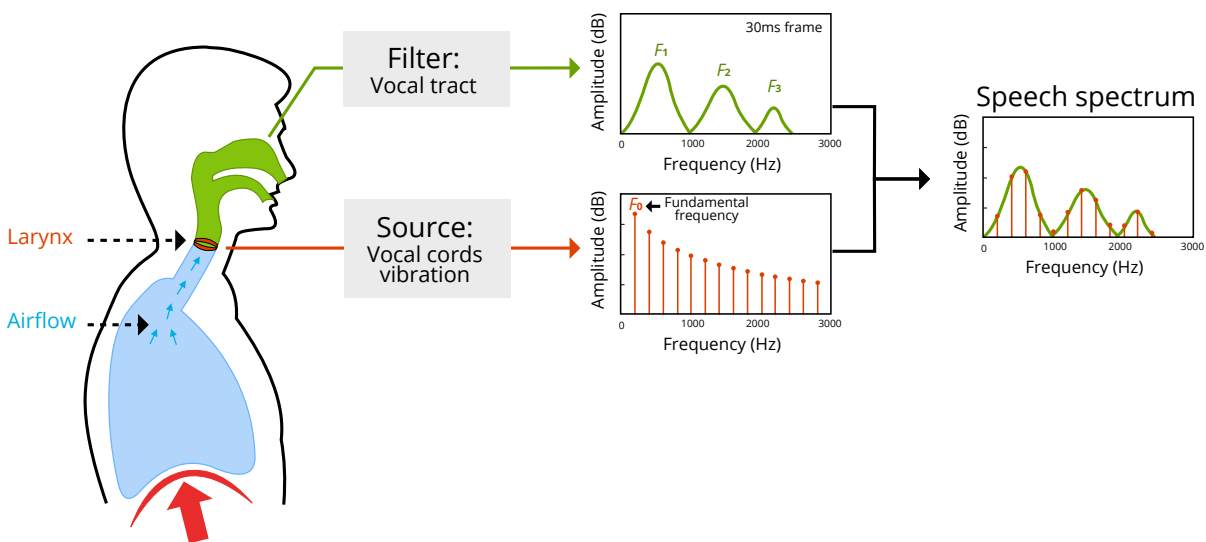 Larynx
Airflow
Filter:
Vocal tract
Source:
Vocal cords
vibration
Amplitude (dB)
30ms frame
F1
F2
F3
0
1000
2000
3000
Frequency (Hz)
Amplitude (dB)
F0
Fundamental
frequency
0
1000
2000
3000
Frequency (Hz)
Speech spectrum
Amplitude (dB)
0
1000
2000
3000
Frequency (Hz)